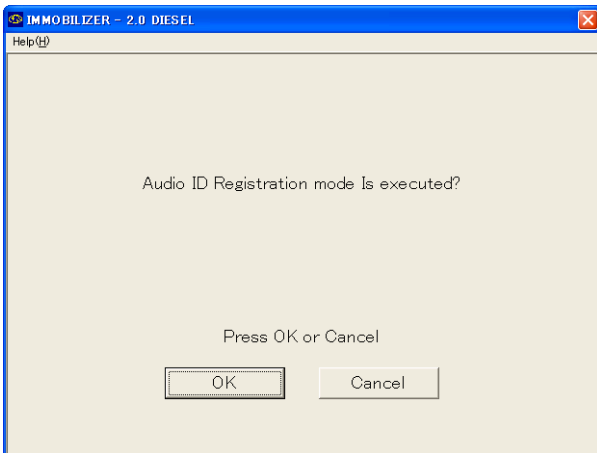 IMMOBILIZER - 2.0 DIESEL
Help(H)
Audio ID Registration mode Is executed?
Press OK or Cancel
OK Cancel